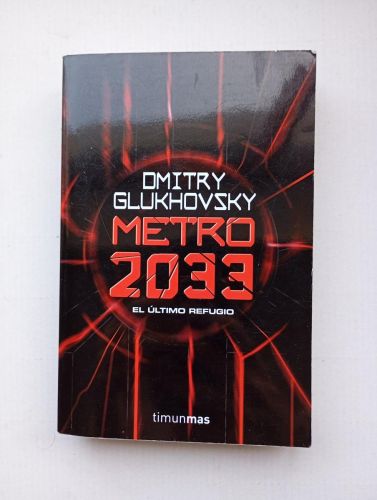 DMITRY
GLUKHOVSKY
METRO
2033
EL ÚLTIMO REFUGIO
timunmas